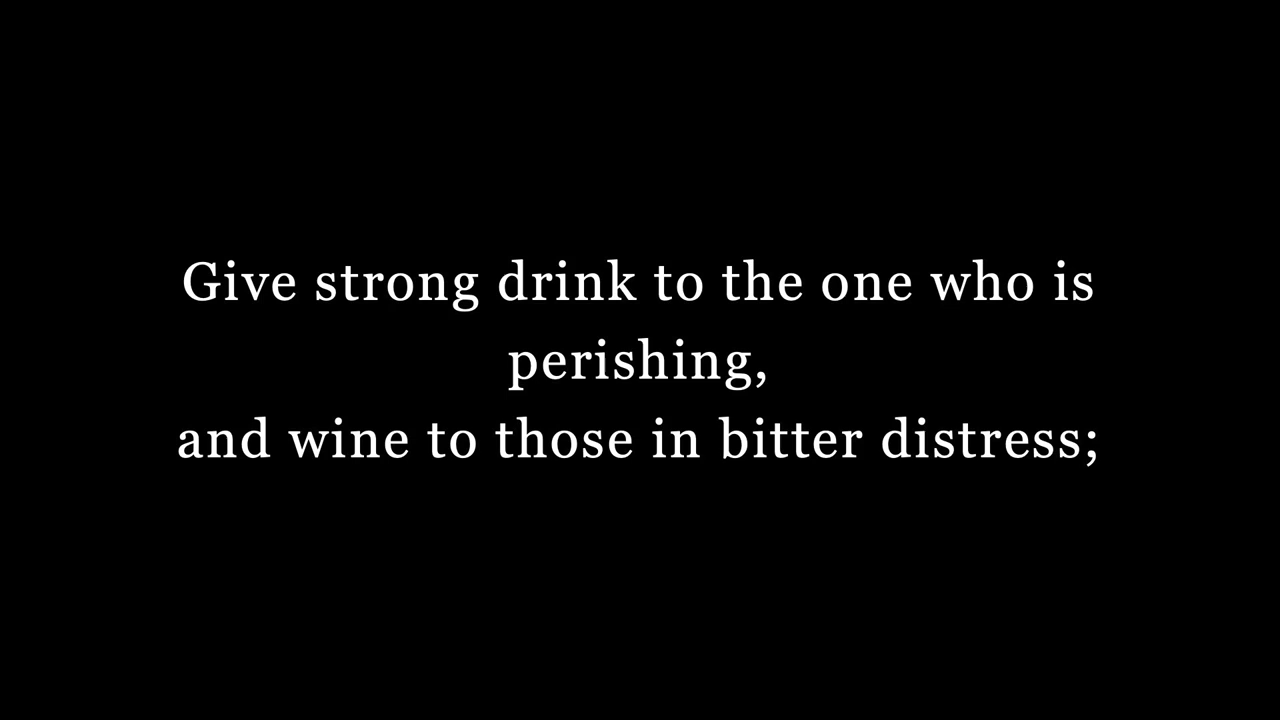 Give strong drink to the one who is
perishing,
and wine to those in bitter distress;